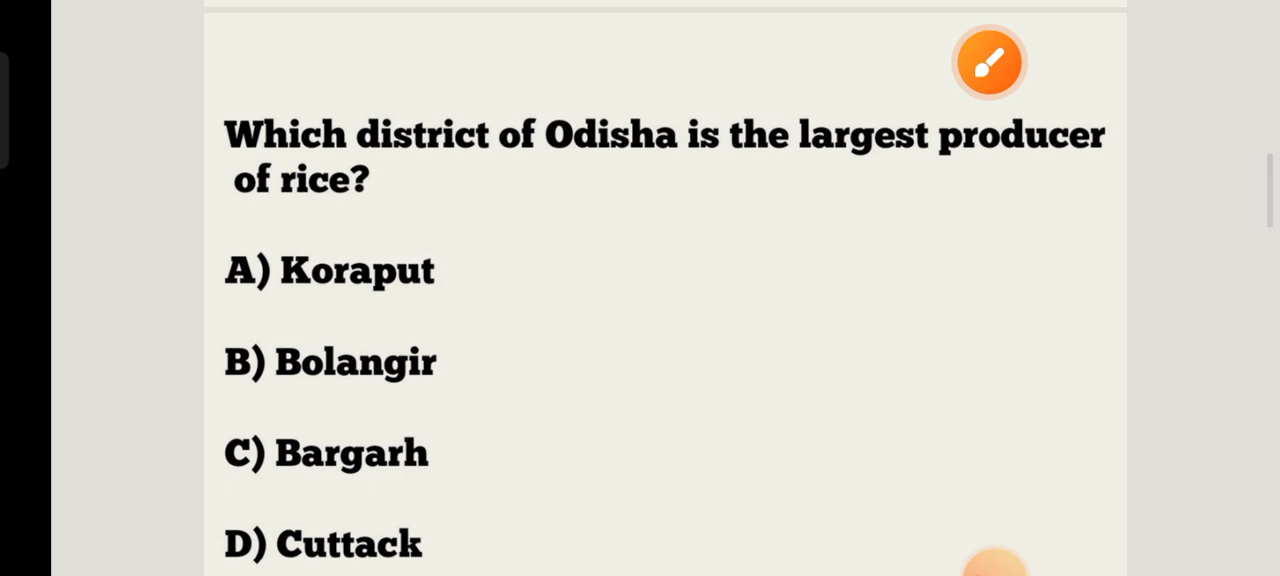 Which district of Odisha is the largest producer
of rice?
A) Koraput
B) Bolangir
C) Bargarh
D) Cuttack